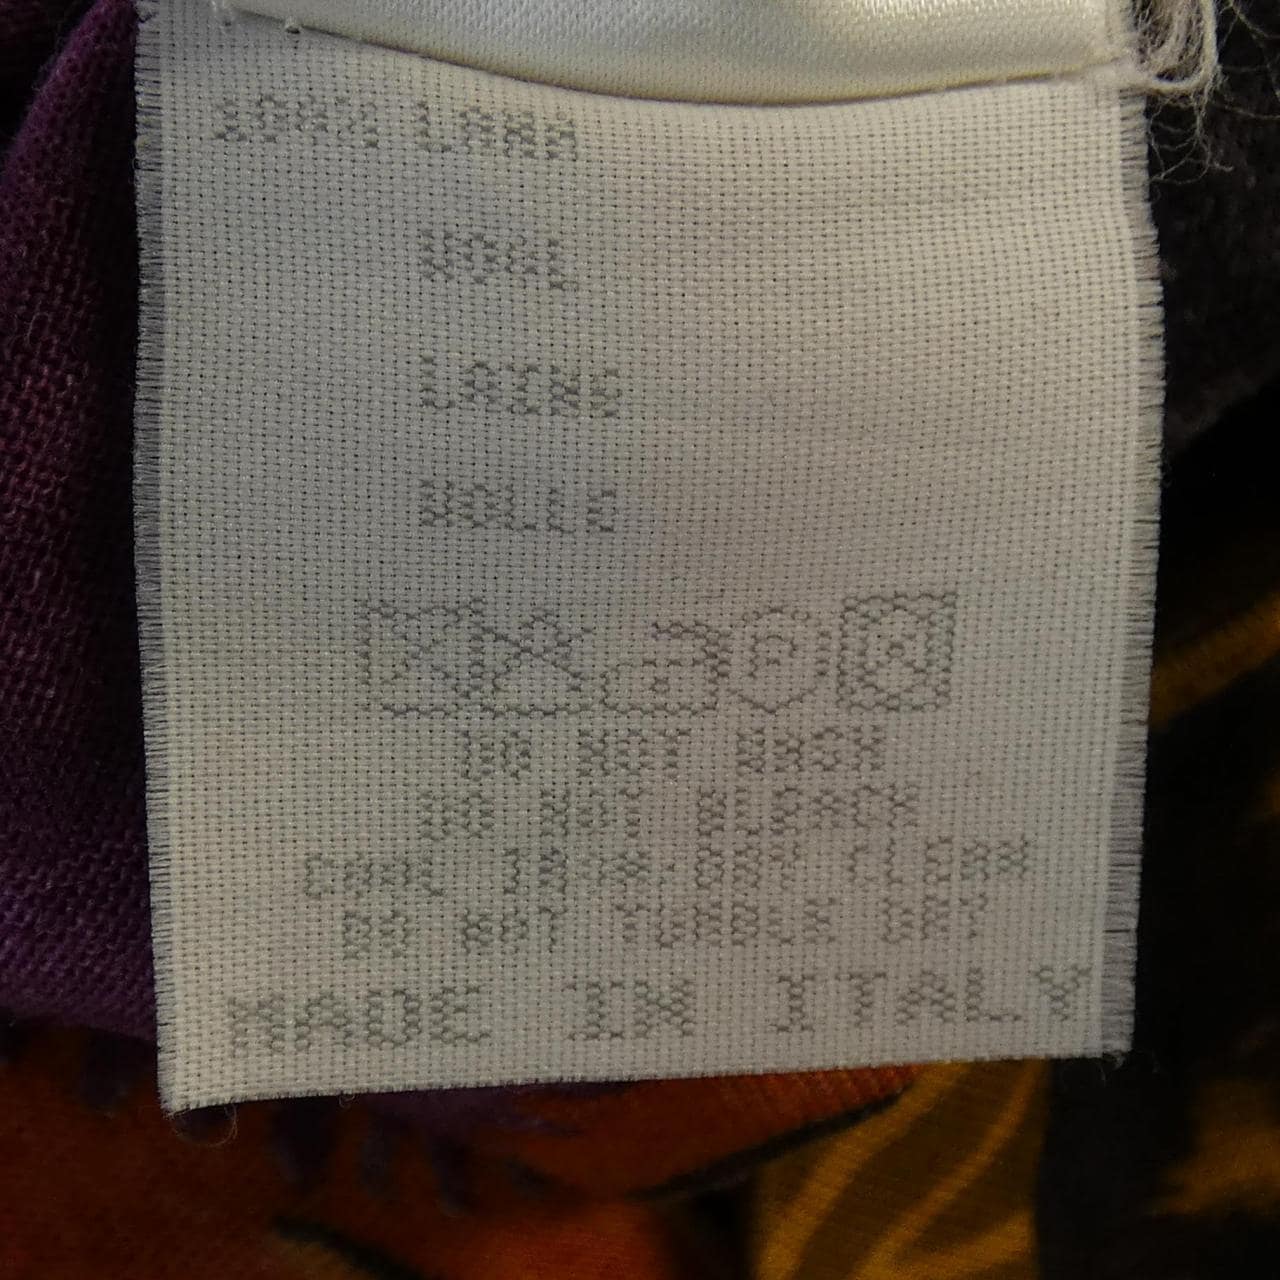 100% LANA
WOOL
LAINE
WOLLE
P
DO NOT WASH
DO NOT BLEACH
DO NOT TUMBLE DRY
MADE IN ITALY